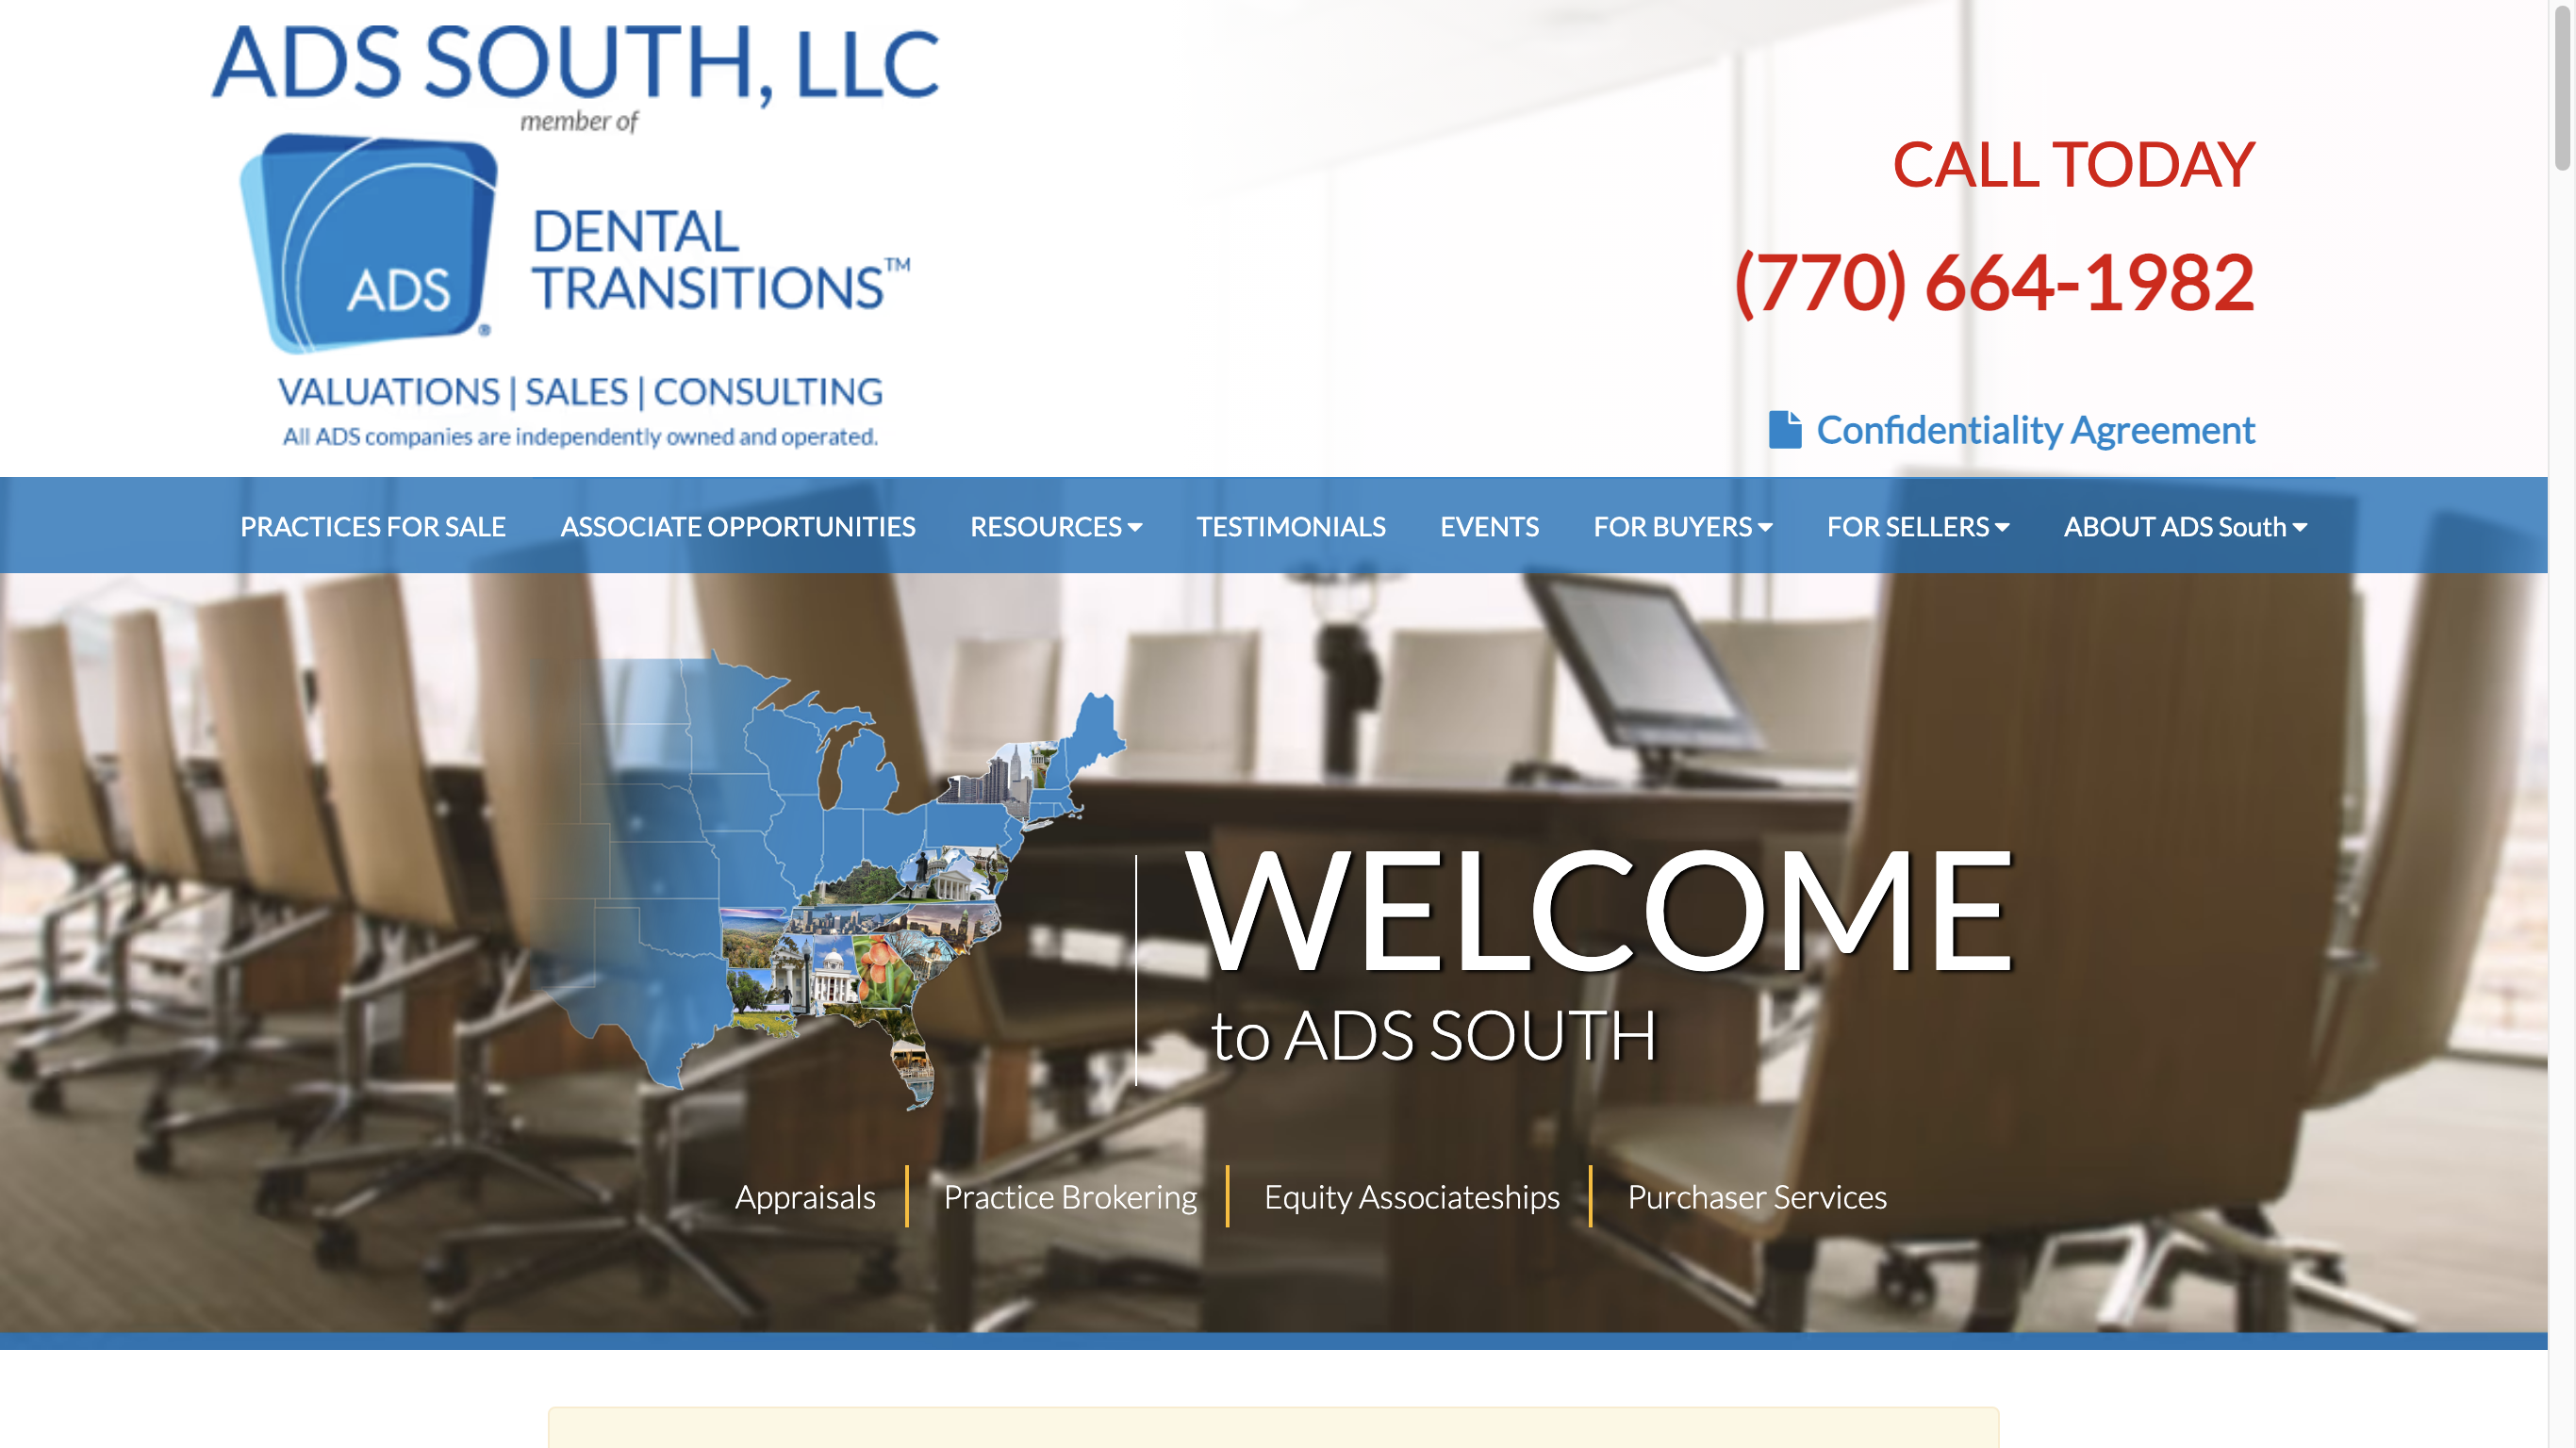 ADS SOUTH, LLC
member of
ADS
®
DENTAL
TRANSITIONS™
VALUATIONS | SALES | CONSULTING
All ADS companies are independently owned and operated.
CALL TODAY
(770) 664-1982
Confidentiality Agreement
PRACTICES FOR SALE ASSOCIATE OPPORTUNITIES RESOURCES TESTIMONIALS EVENTS FOR BUYERS FOR SELLERS ABOUT ADS South
WELCOME
to ADS SOUTH
Appraisals Practice Brokering Equity Associateships Purchaser Services